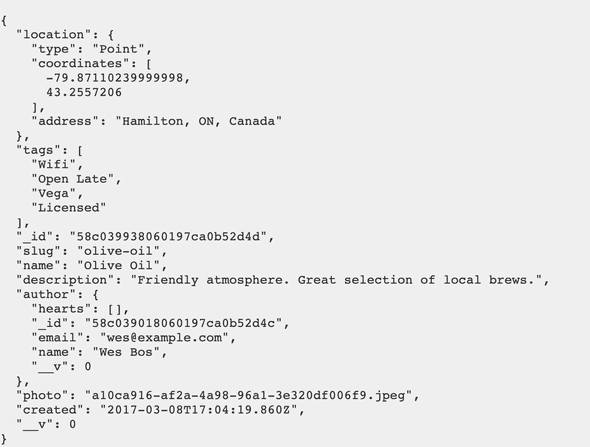 {
  "location": {
    "type": "Point",
    "coordinates": [
      -79.87110239999998,
      43.2557206
    ],
    "address": "Hamilton, ON, Canada"
  },
  "tags": [
    "Wifi",
    "Open Late",
    "Vega",
    "Licensed"
  ],
  "_id": "58c039938060197ca0b52d4d",
  "slug": "olive-oil",
  "name": "Olive Oil",
  "description": "Friendly atmosphere. Great selection of local brews.",
  "author": {
    "hearts": [],
    "_id": "58c039018060197ca0b52d4c",
    "email": "wes@example.com",
    "name": "Wes Bos",
    "__v": 0
  },
  "photo": "a10ca916-af2a-4a98-96a1-3e320df006f9.jpeg",
  "created": "2017-03-08T17:04:19.860Z",
  "__v": 0
}